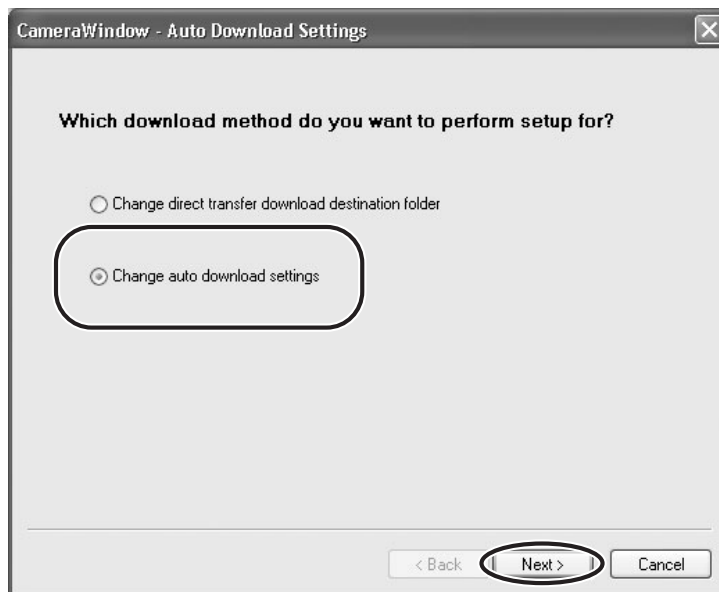 CameraWindow - Auto Download Settings
Which download method do you want to perform setup for?
Change direct transfer download destination folder
Change auto download settings
< Back Next > Cancel